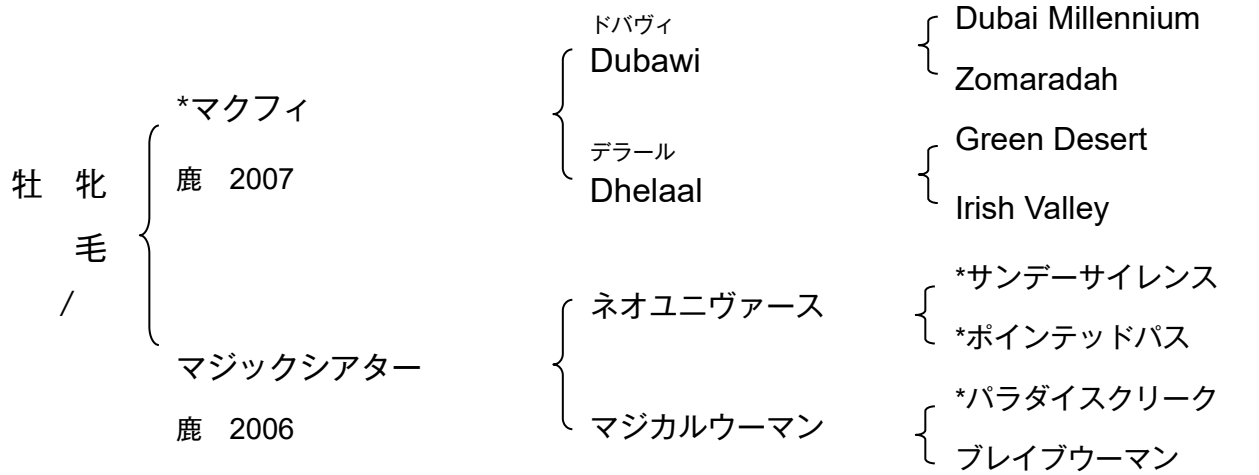 牡 牝
毛
/
*マクフィ
鹿 2007
マジックシアター
鹿 2006
ドバヴィ
Dubawi
デラール
Dhelaal
ネオユニヴァース
マジカルウーマン
Dubai Millennium
Zomaradah
Green Desert
Irish Valley
*サンデーサイレンス
*ポインテッドパス
*パラダイスクリーク
ブレイブウーマン